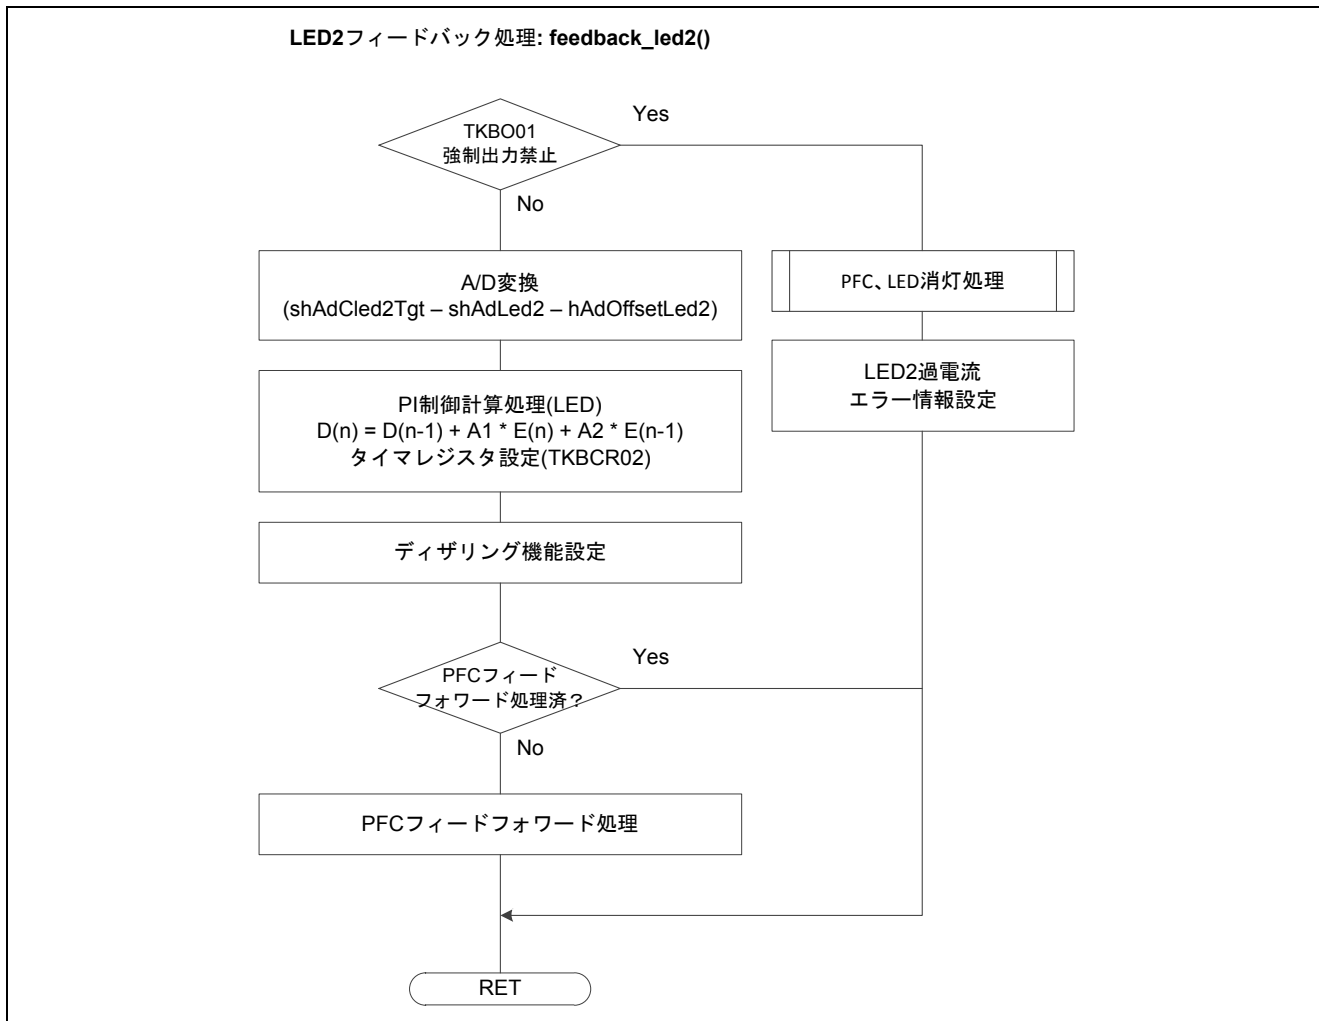 LED2フィードバック処理: feedback_led2()
TKBO01
強制出力禁止
Yes
No
A/D変換
(shAdCled2Tgt – shAdLed2 – hAdOffsetLed2)
PFC、LED消灯処理
LED2過電流
エラー情報設定
PI制御計算処理(LED)
D(n) = D(n-1) + A1 * E(n) + A2 * E(n-1)
タイマレジスタ設定(TKBCR02)
ディザリング機能設定
PFCフィード
フォワード処理済？
Yes
No
PFCフィードフォワード処理
RET